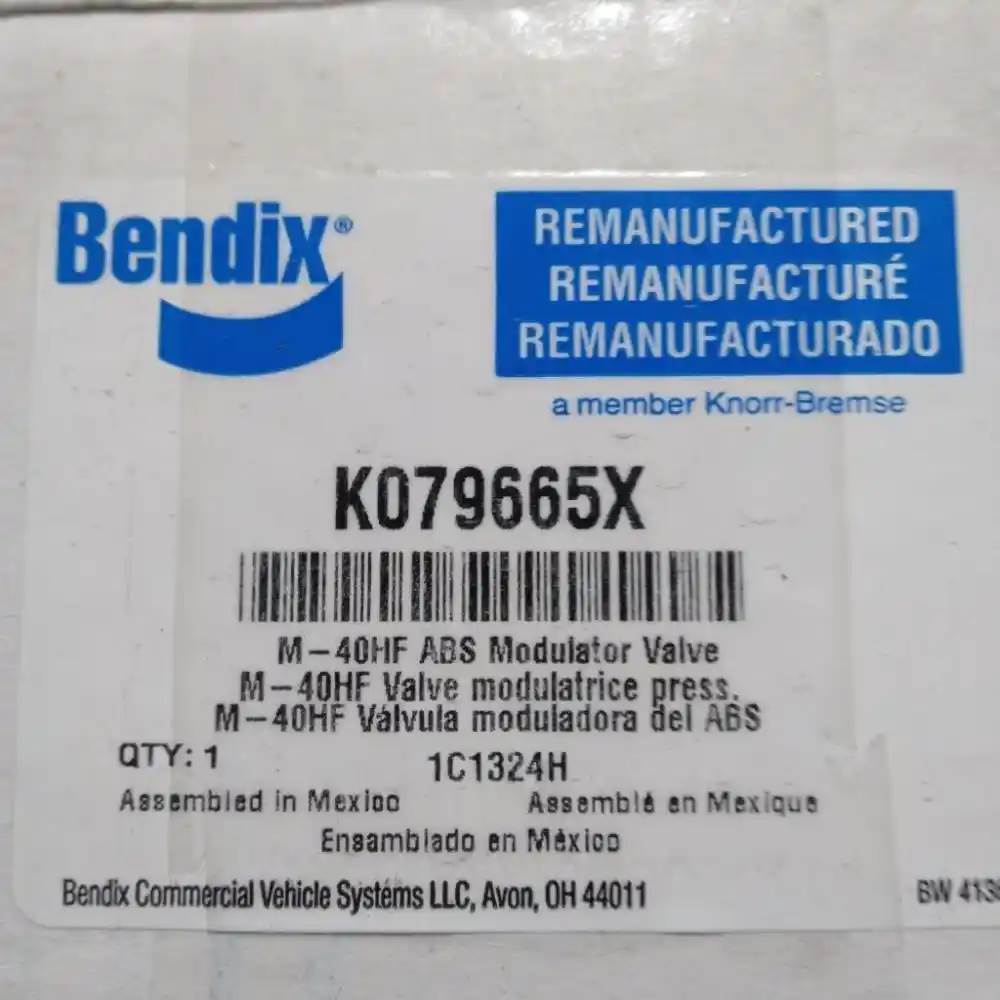 Bendix®
REMANUFACTURED
REMANUFACTURÉ
REMANUFACTURADO
a member Knorr-Bremse
K079665X
M-40HF ABS Modulator Valve
M-40HF Valve modulatrice press.
M-40HF Válvula moduladora del ABS
QTY: 1
1C1324H
Assembled in Mexico
Assemblé en Mexique
Ensamblado en México
Bendix Commercial Vehicle Systems LLC, Avon, OH 44011
BW